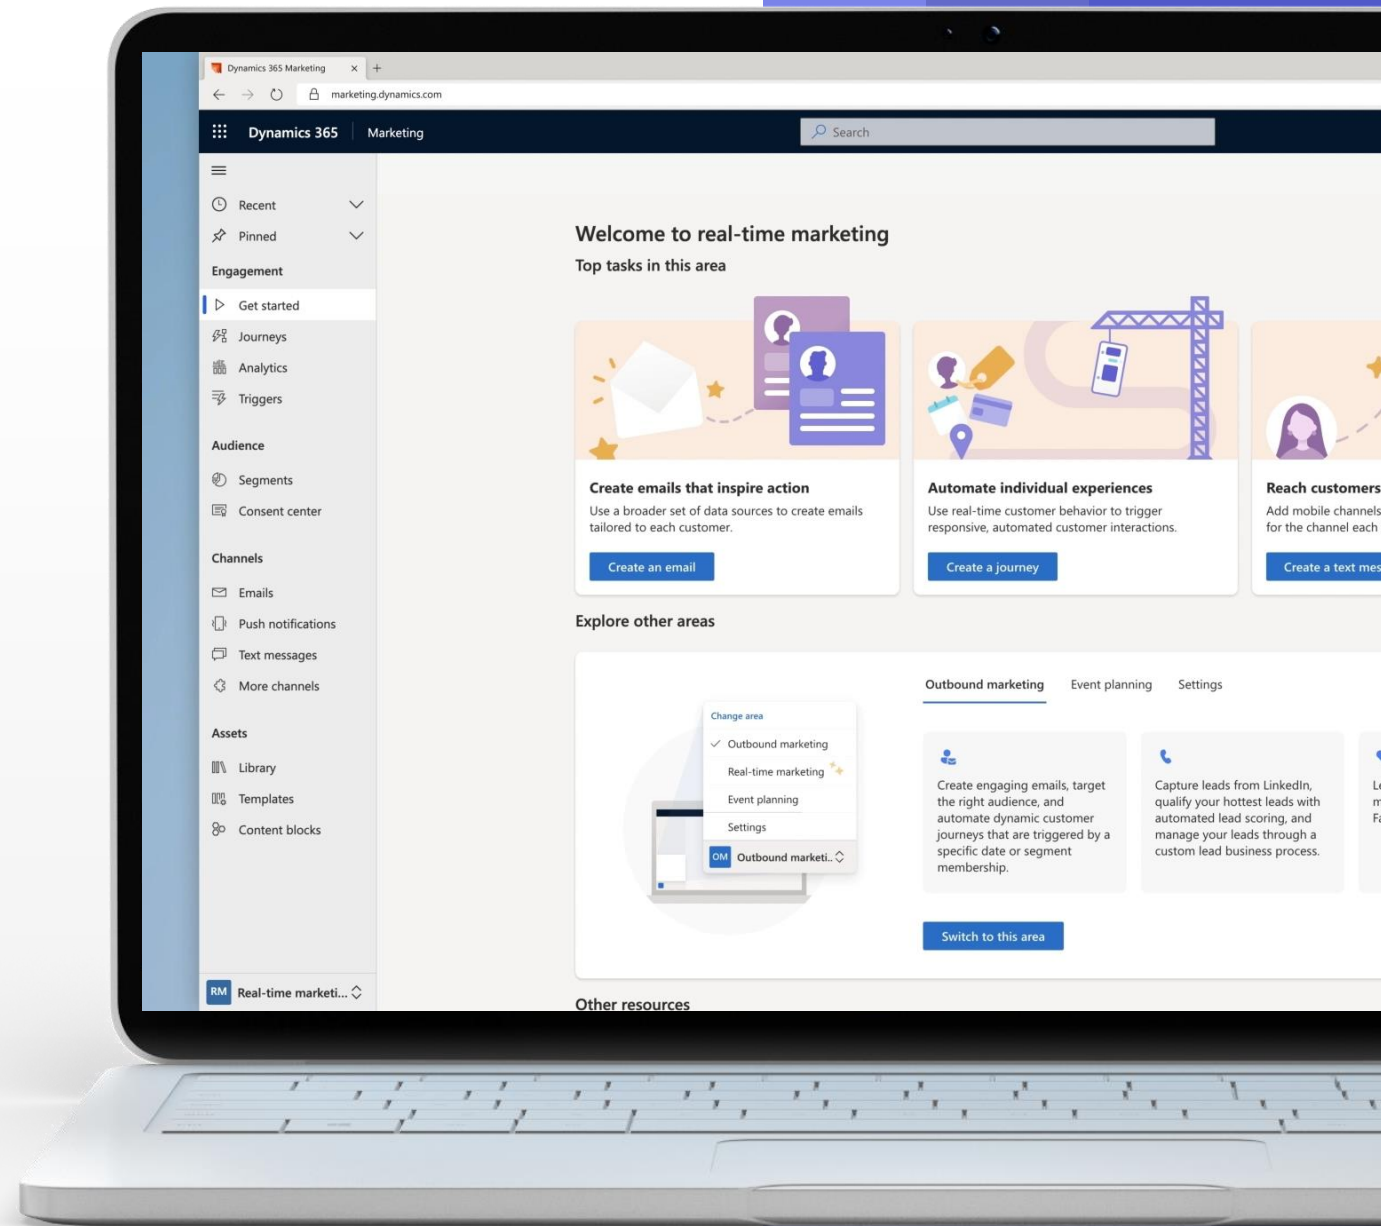 Dynamics 365 Marketing
marketing.dynamics.com
Dynamics 365 Marketing
Search
Recent
Pinned
Engagement
Get started
Journeys
Analytics
Triggers
Audience
Segments
Consent center
Channels
Emails
Push notifications
Text messages
More channels
Assets
Library
Templates
Content blocks
RM Real-time marketi...
Welcome to real-time marketing
Top tasks in this area
Create emails that inspire action
Use a broader set of data sources to create emails
tailored to each customer.
Create an email
Automate individual experiences
Use real-time customer behavior to trigger
responsive, automated customer interactions.
Create a journey
Reach customers
Add mobile channels
for the channel each
Create a text mes
Explore other areas
Change area
Outbound marketing
Real-time marketing
Event planning
Settings
OM Outbound marketi..
Outbound marketing Event planning Settings
Create engaging emails, target
the right audience, and
automate dynamic customer
journeys that are triggered by a
specific date or segment
membership.
Capture leads from LinkedIn,
qualify your hottest leads with
automated lead scoring, and
manage your leads through a
custom lead business process.
Le
m
Fa
Switch to this area
Other resources